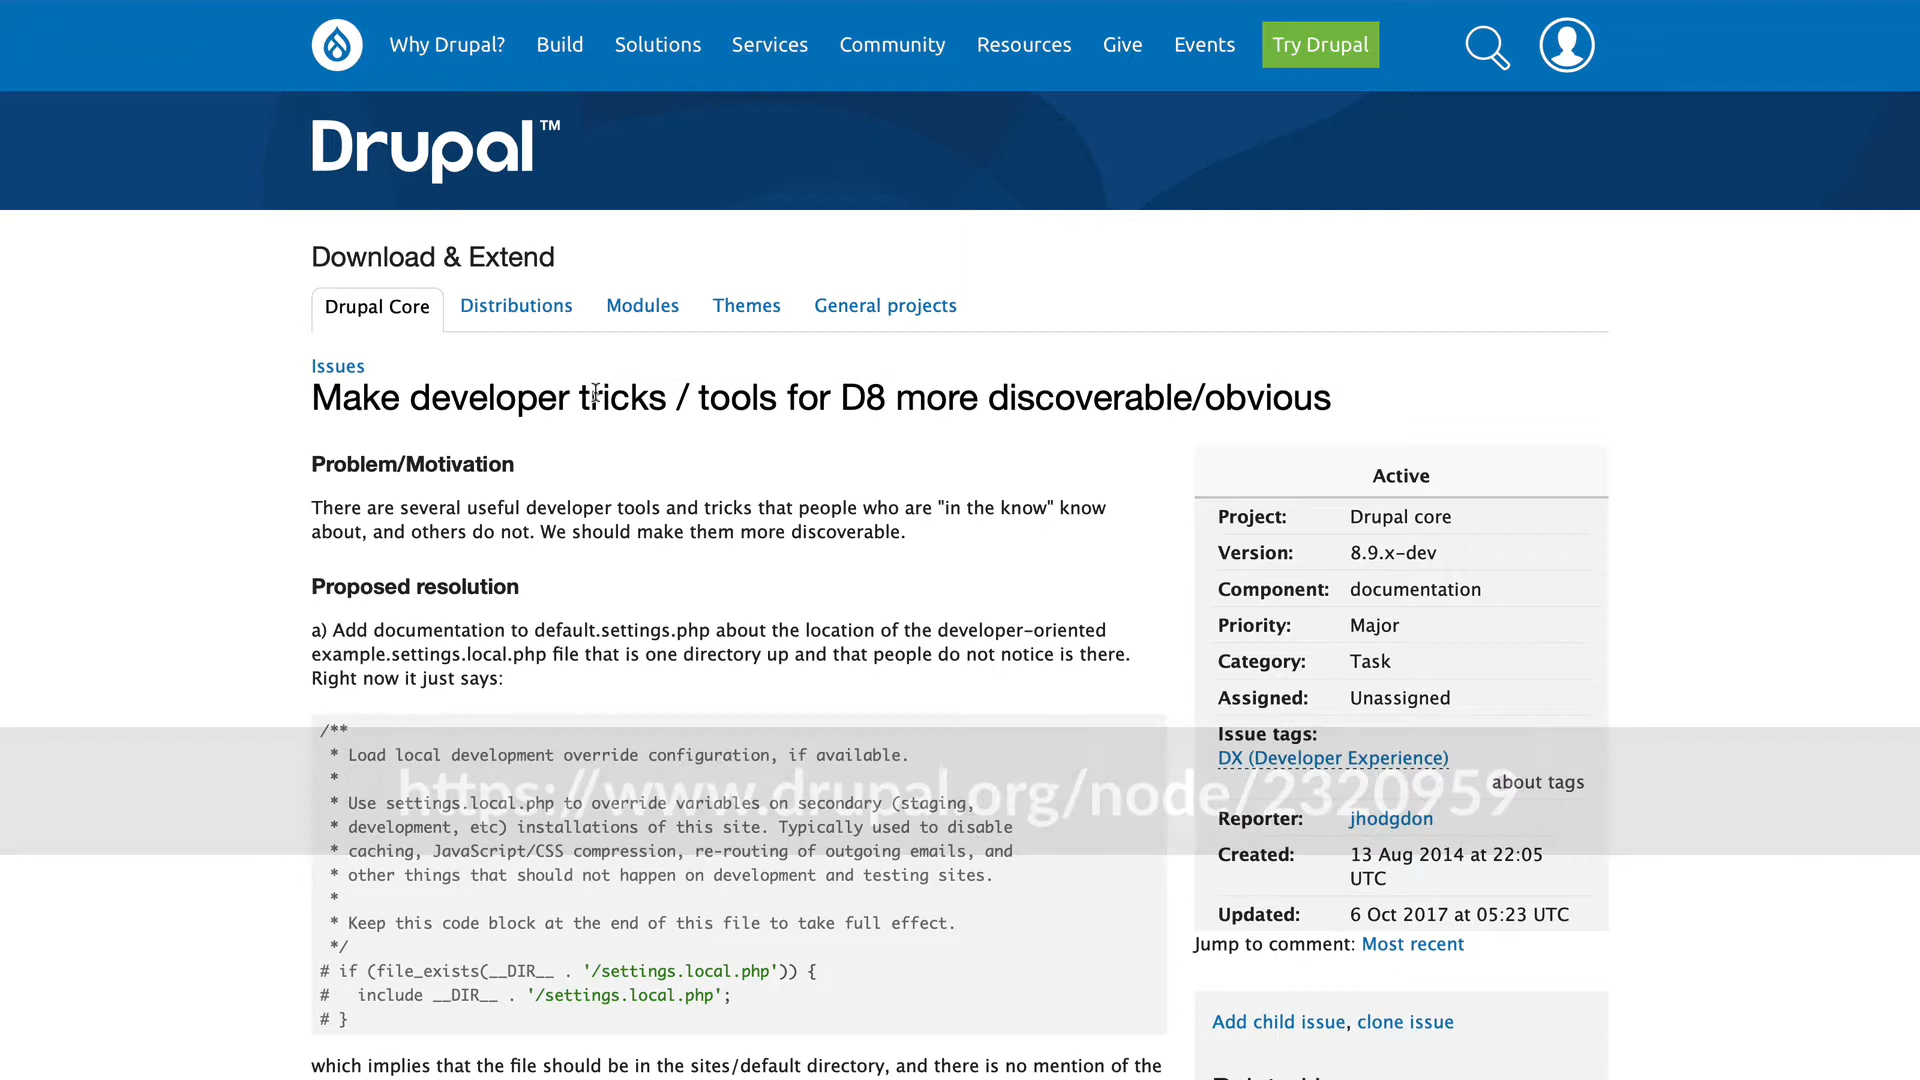 Why Drupal? Build Solutions Services Community Resources Give Events Try Drupal
Drupal™
Download & Extend
Drupal Core Distributions Modules Themes General projects
Issues
Make developer tricks / tools for D8 more discoverable/obvious
Problem/Motivation
There are several useful developer tools and tricks that people who are "in the know" know
about, and others do not. We should make them more discoverable.
Proposed resolution
a) Add documentation to default.settings.php about the location of the developer-oriented
example.settings.local.php file that is one directory up and that people do not notice is there.
Right now it just says:
/**
* Load local development override configuration, if available.
*
* Use settings.local.php to override variables on secondary (staging,
* development, etc) installations of this site. Typically used to disable
* caching, JavaScript/CSS compression, re-routing of outgoing emails, and
* other things that should not happen on development and testing sites.
*
* Keep this code block at the end of this file to take full effect.
*/
# if (file_exists(__DIR__ . '/settings.local.php')) {
#   include __DIR__ . '/settings.local.php';
# }
which implies that the file should be in the sites/default directory, and there is no mention of the
https://www.drupal.org/node/2320959
Active
Project: Drupal core
Version: 8.9.x-dev
Component: documentation
Priority: Major
Category: Task
Assigned: Unassigned
Issue tags:
DX (Developer Experience)
about tags
Reporter: jhodgdon
Created: 13 Aug 2014 at 22:05
UTC
Updated: 6 Oct 2017 at 05:23 UTC
Jump to comment: Most recent
Add child issue, clone issue